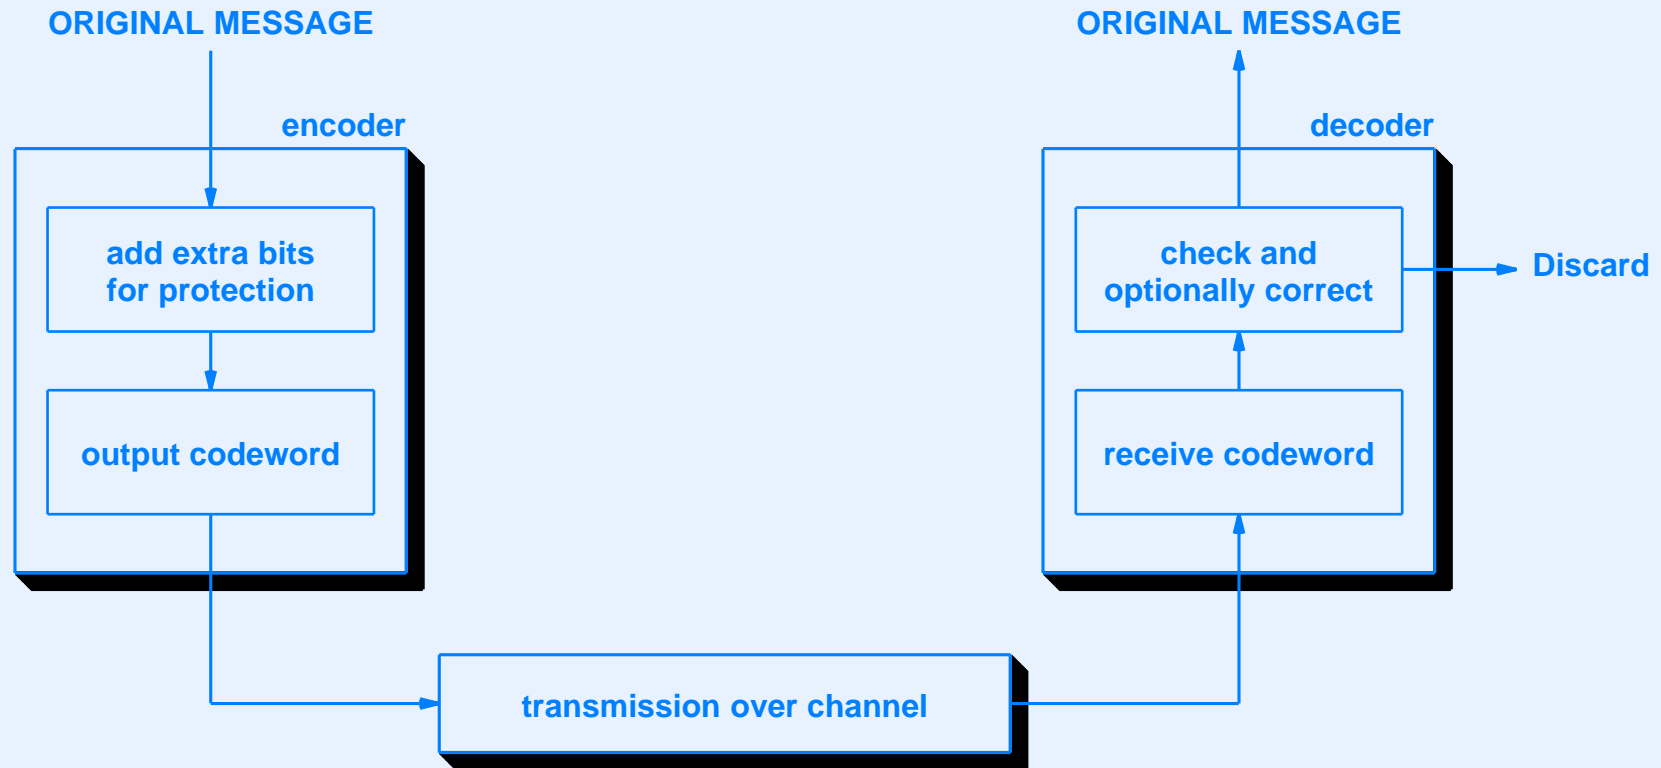 ORIGINAL MESSAGE
encoder
add extra bits
for protection
output codeword
transmission over channel
ORIGINAL MESSAGE
decoder
check and
optionally correct
Discard
receive codeword